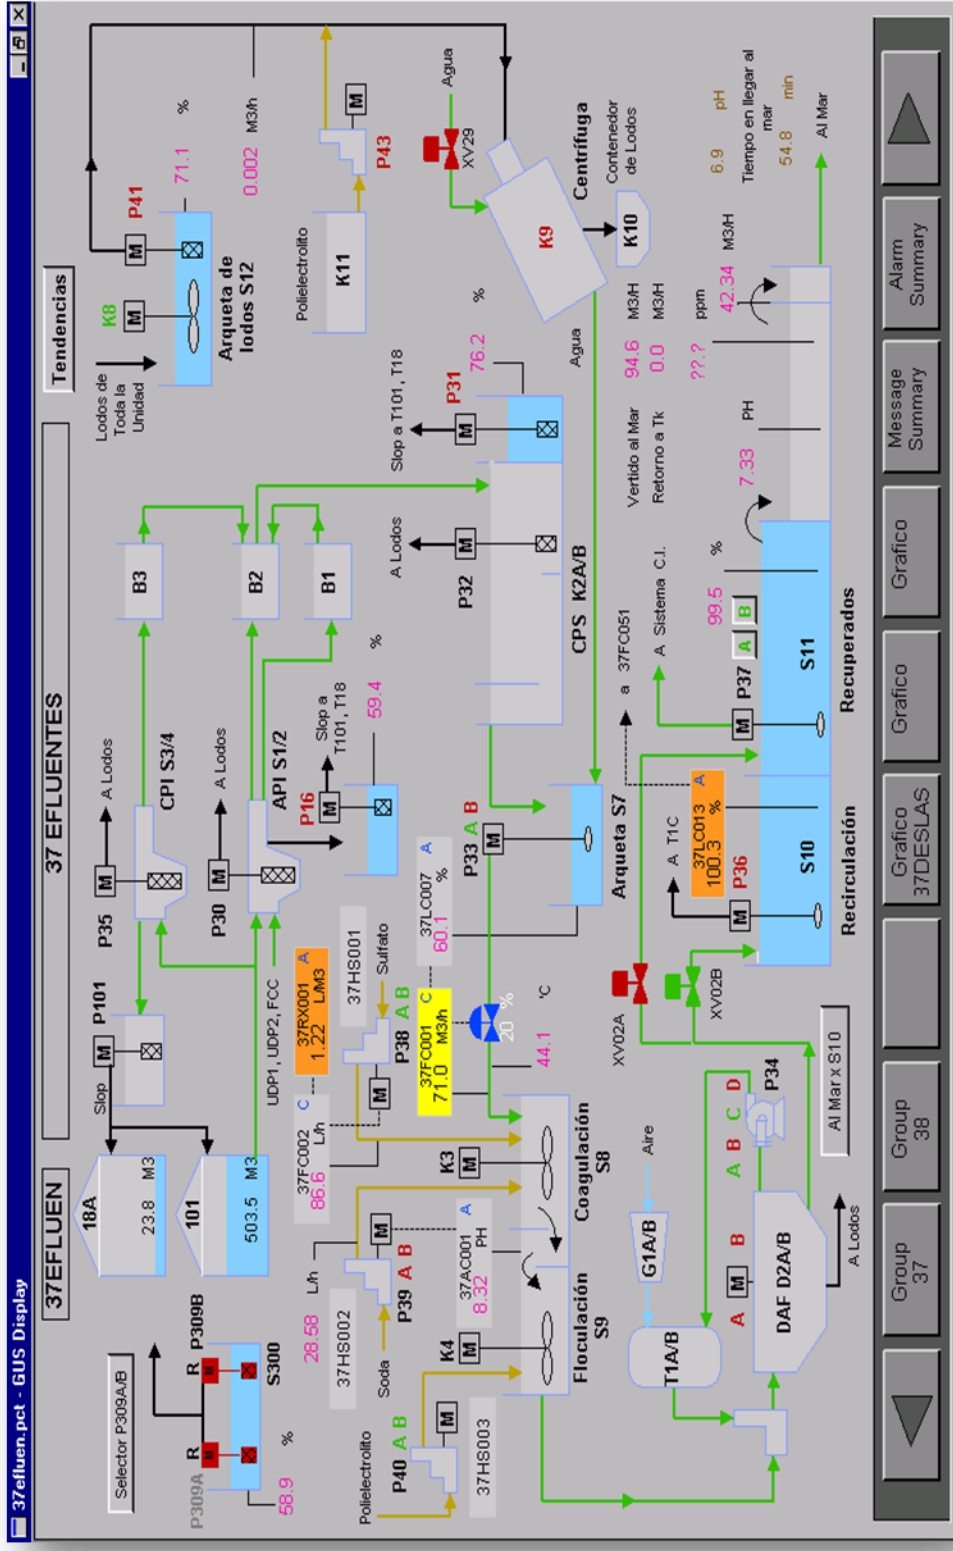 37efluen.pct - GUS Display
37EFLUEN
37 EFLUENTES
Tendencias
Selector P309A/B
P309A
R
R
P309B
M
M
S300
58.9
%
18A
23.8 M3
101
503.5 M3
Slop
M
P101
P35
M
A Lodos
CPI S3/4
P30
M
A Lodos
API S1/2
UDP1, UDP2, FCC
P16
M
Slop a
T101, T18
59.4
%
B3
B2
B1
Lodos de
Toda la
Unidad
K8
M
M
P41
71.1
%
Arqueta de
lodos S12
0.002
M3/h
Polielectrolito
K11
P43
M
Agua
XV29
K9
Centrífuga
K10
Contenedor
de Lodos
Agua
A Lodos
P32
M
Slop a T101, T18
M
P31
76.2
%
CPS K2A/B
37HS002
28.58
L/h
Soda
P39
A B
M
37FC002
C
86.6
L/h
37RX001
A
1.22
L/M3
37HS001
Sulfato
P38
A B
M
37FC001
C
71.0
M3/h
37LC007
A
60.1
%
P33
A B
M
Arqueta S7
20
%
44.1
°C
Polielectrolito
P40
A B
M
37HS003
K4
M
37AC001
A
8.32
PH
K3
M
Floculación
S9
Coagulación
S8
T1A/B
G1A/B
Aire
A
M
B
DAF D2A/B
A B C D
P34
A Lodos
Al Mar x S10
XV02A
XV02B
A T1C
M
P36
37LC013
A
100.3
%
a 37FC051
A Sistema C.I.
M
P37
A
B
99.5
%
S10
S11
Recirculación
Recuperados
Vertido al Mar
94.6
M3/H
Retorno a Tk
0.0
M3/H
7.33
PH
??.?
ppm
42.34
M3/H
6.9
pH
Tiempo en llegar al
mar
54.8
min
Al Mar
Group
37
Group
38
Grafico
37DESLAS
Grafico
Grafico
Message
Summary
Alarm
Summary